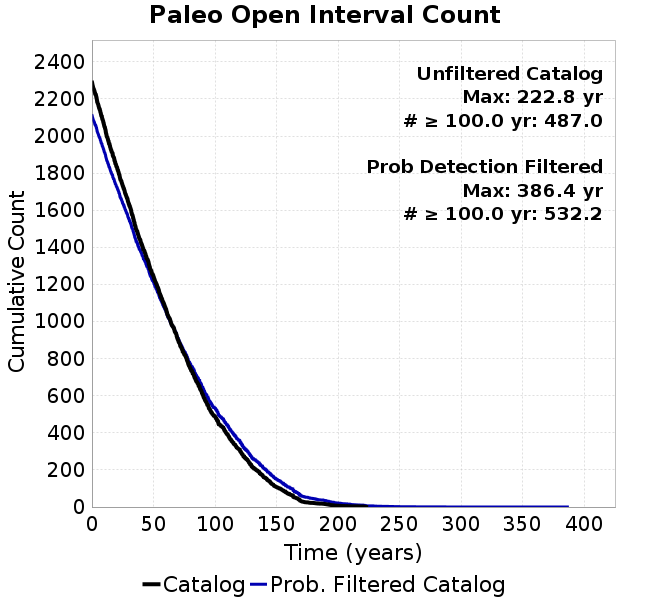 Paleo Open Interval Count
Unfiltered Catalog
Max: 222.8 yr
# ≥ 100.0 yr: 487.0
Prob Detection Filtered
Max: 386.4 yr
# ≥ 100.0 yr: 532.2
Cumulative Count
2400
2200
2000
1800
1600
1400
1200
1000
800
600
400
200
0
0 50 100 150 200 250 300 350 400
Time (years)
Catalog Prob. Filtered Catalog